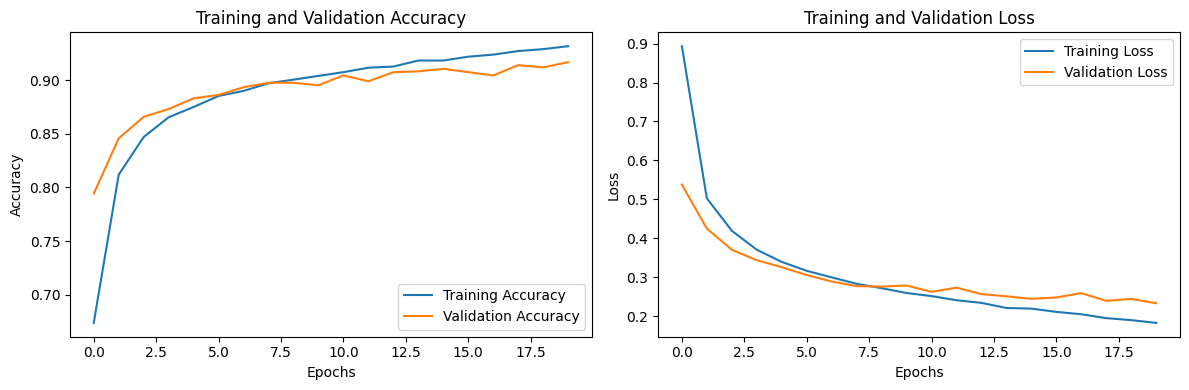 Training and Validation Accuracy
Accuracy
0.90
0.85
0.80
0.75
0.70
Training Accuracy
Validation Accuracy
0.0 2.5 5.0 7.5 10.0 12.5 15.0 17.5
Epochs
Training and Validation Loss
Loss
0.9
0.8
0.7
0.6
0.5
0.4
0.3
0.2
Training Loss
Validation Loss
0.0 2.5 5.0 7.5 10.0 12.5 15.0 17.5
Epochs